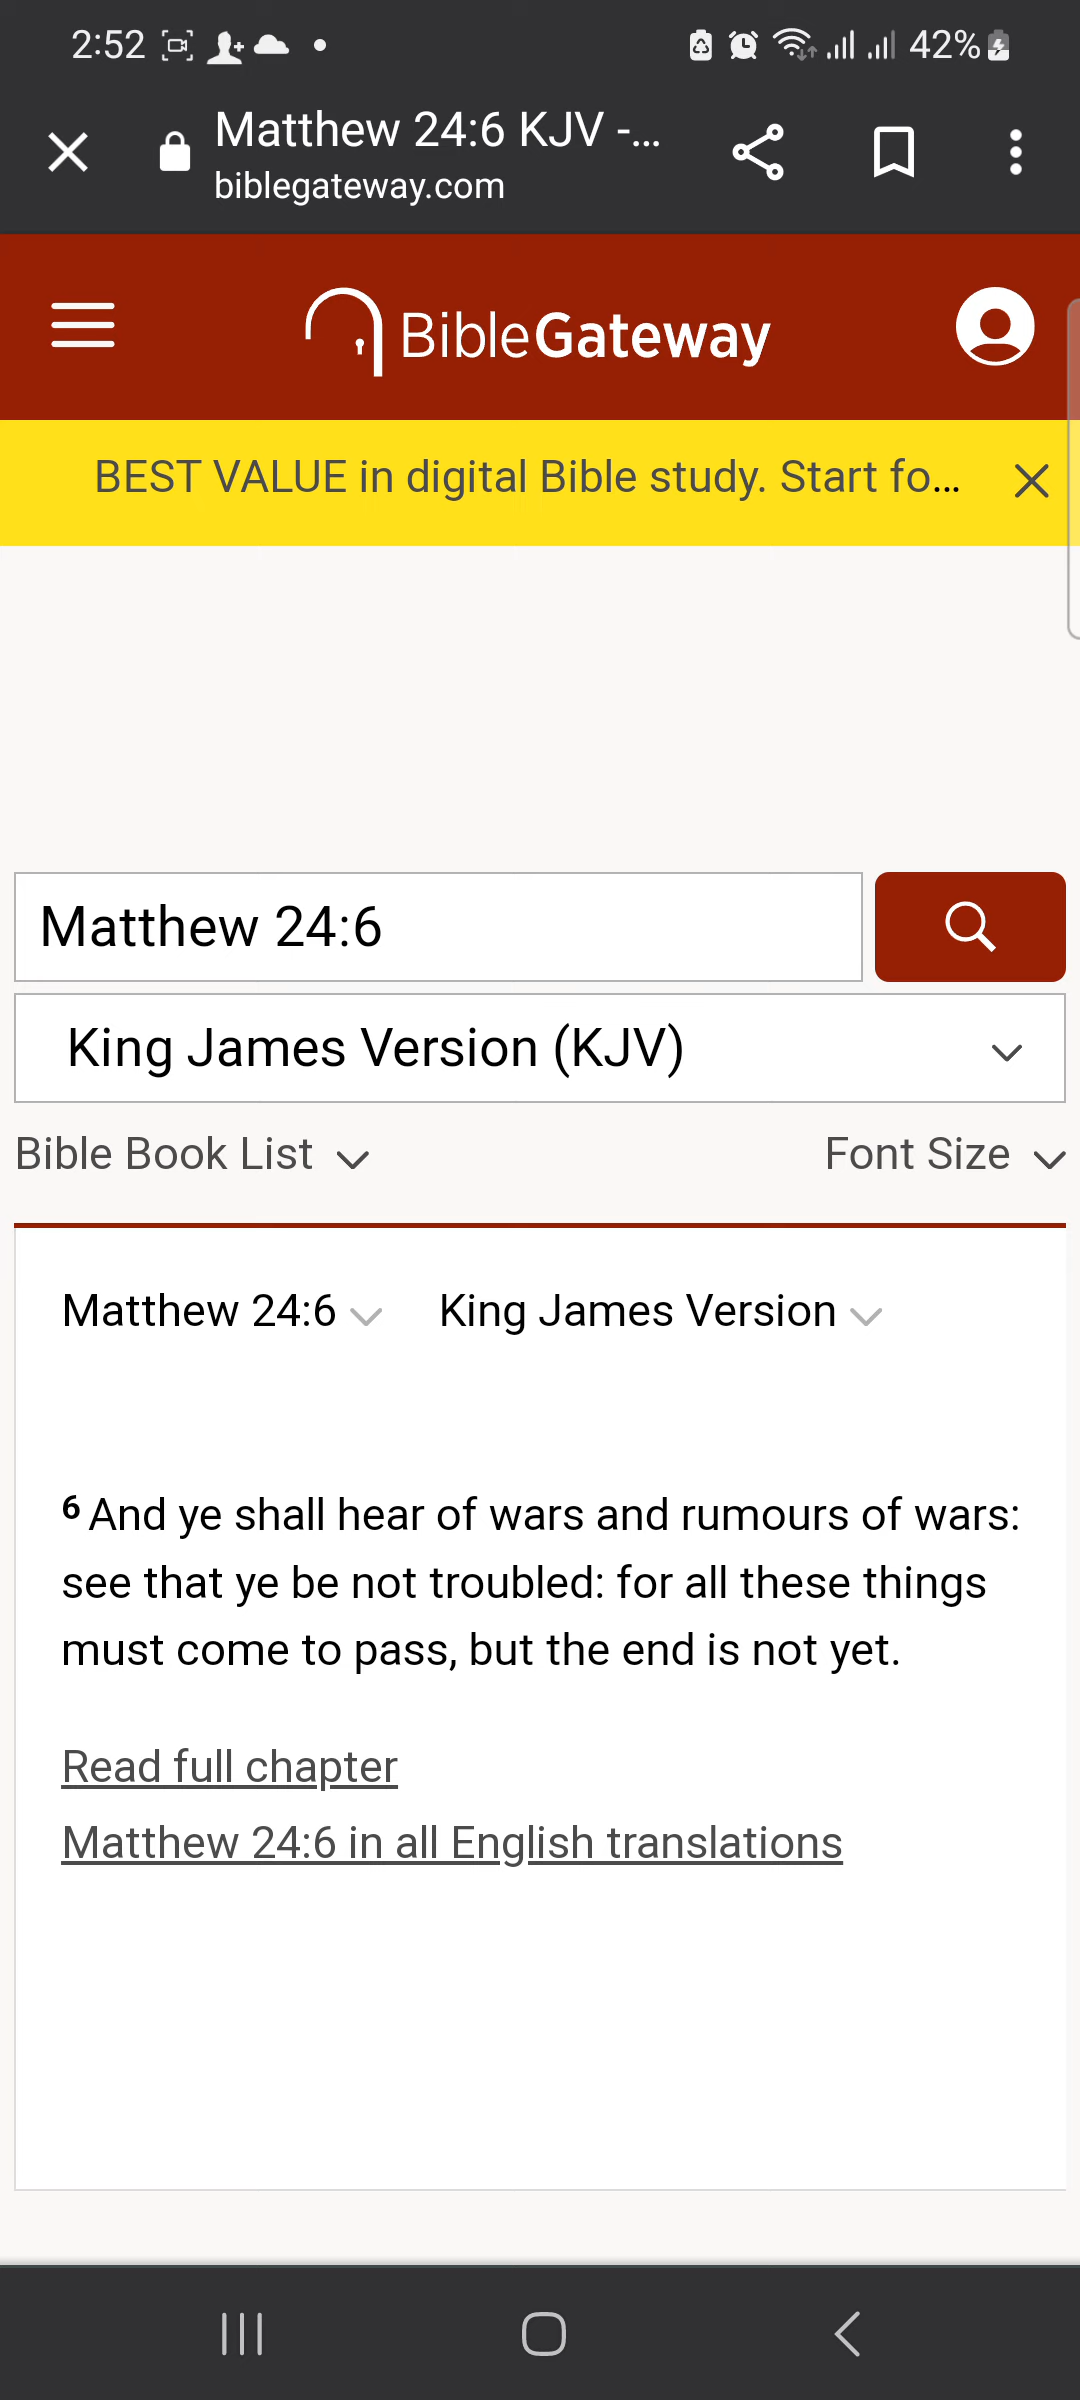 2:52
42%
Matthew 24:6 KJV -...
biblegateway.com
BibleGateway
BEST VALUE in digital Bible study. Start fo...
Matthew 24:6
King James Version (KJV)
Bible Book List
Font Size
Matthew 24:6 King James Version
6 And ye shall hear of wars and rumours of wars:
see that ye be not troubled: for all these things
must come to pass, but the end is not yet.
Read full chapter
Matthew 24:6 in all English translations